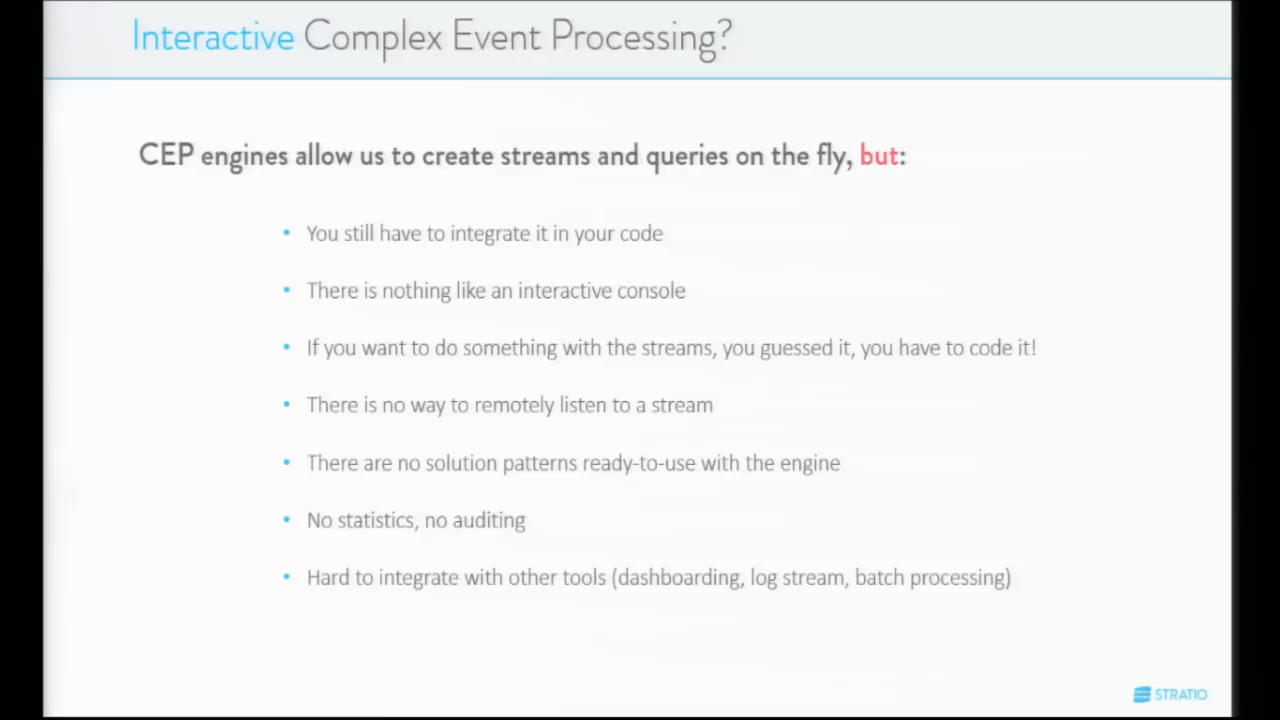 Interactive Complex Event Processing?
CEP engines allow us to create streams and queries on the fly, but:
• You still have to integrate it in your code
• There is nothing like an interactive console
• If you want to do something with the streams, you guessed it, you have to code it!
• There is no way to remotely listen to a stream
• There are no solution patterns ready-to-use with the engine
• No statistics, no auditing
• Hard to integrate with other tools (dashboarding, log stream, batch processing)
STRATIO